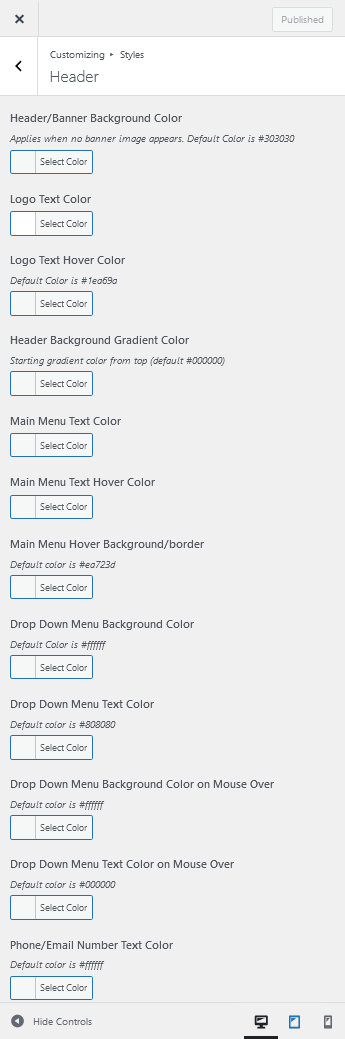 Published
Customizing ▸ Styles
Header
Header/Banner Background Color
Applies when no banner image appears. Default Color is #303030
Select Color
Logo Text Color
Select Color
Logo Text Hover Color
Default Color is #1ea69a
Select Color
Header Background Gradient Color
Starting gradient color from top (default #000000)
Select Color
Main Menu Text Color
Select Color
Main Menu Text Hover Color
Select Color
Main Menu Hover Background/border
Default color is #ea723d
Select Color
Drop Down Menu Background Color
Default Color is #ffffff
Select Color
Drop Down Menu Text Color
Default color is #808080
Select Color
Drop Down Menu Background Color on Mouse Over
Default color is #ffffff
Select Color
Drop Down Menu Text Color on Mouse Over
Default color is #000000
Select Color
Phone/Email Number Text Color
Default color is #ffffff
Select Color
Hide Controls